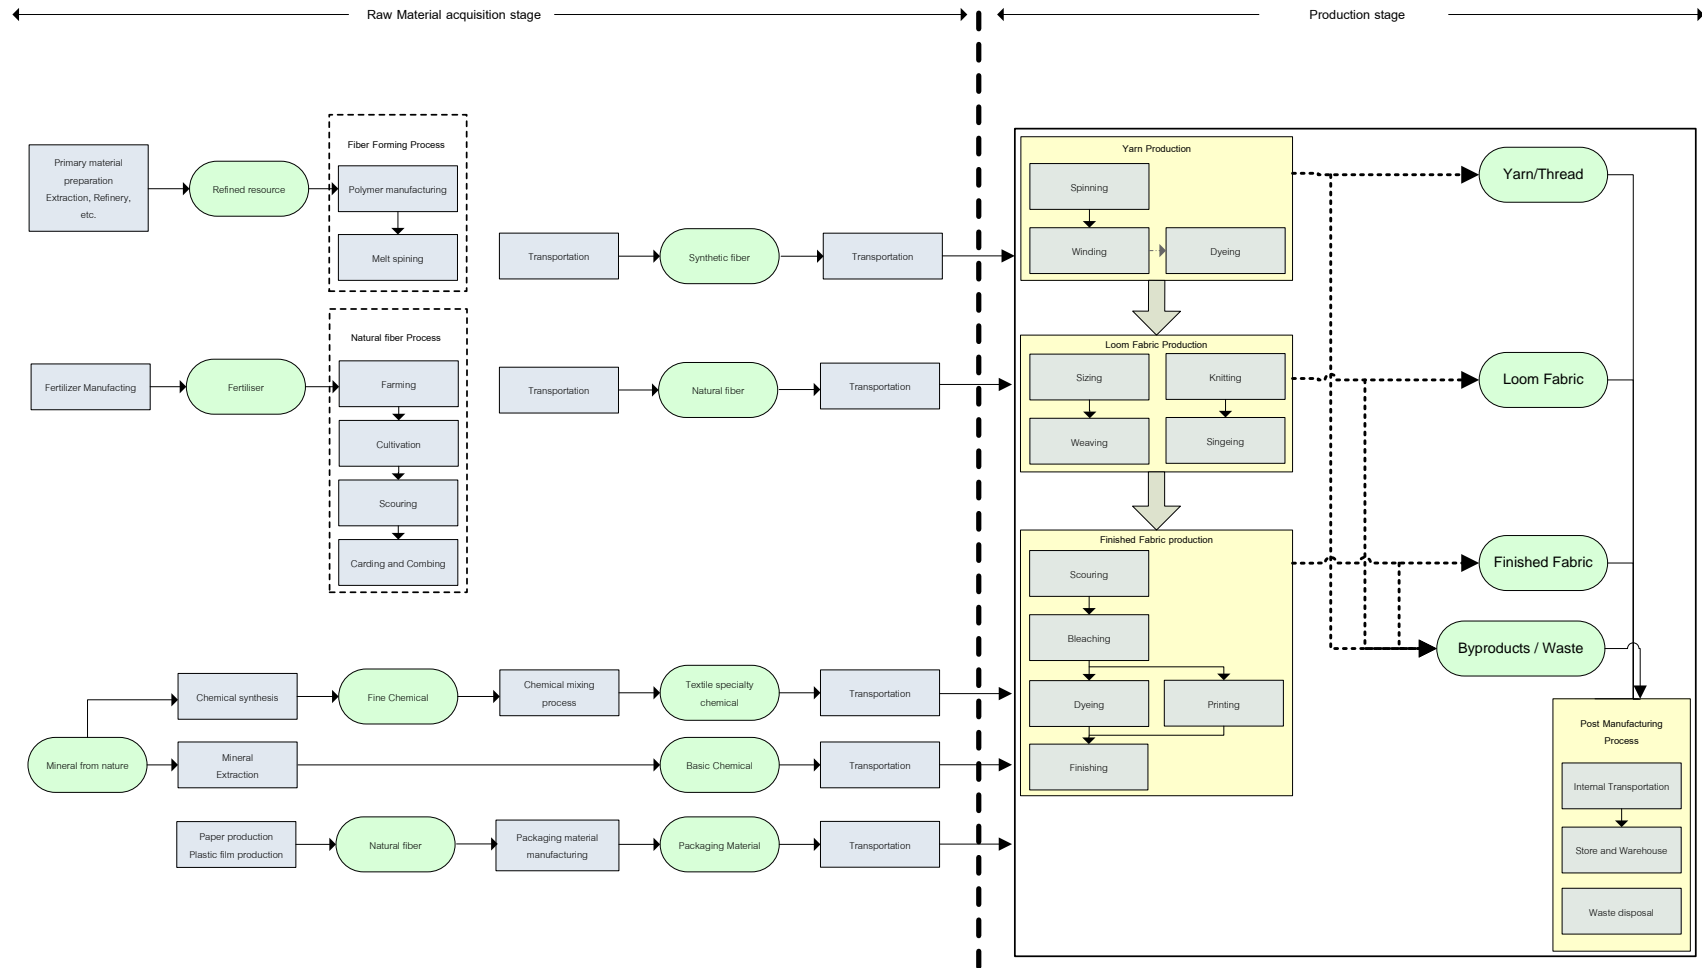 Raw Material acquisition stage
Production stage
Fiber Forming Process
Primary material
preparation
Extraction, Refinery,
etc.
Refined resource
Polymer manufacturing
Melt spining
Transportation
Synthetic fiber
Transportation
Natural fiber Process
Fertilizer Manufacting
Fertiliser
Farming
Cultivation
Scouring
Carding and Combing
Transportation
Natural fiber
Transportation
Chemical synthesis
Fine Chemical
Chemical mixing
process
Textile specialty
chemical
Transportation
Mineral from nature
Mineral
Extraction
Basic Chemical
Transportation
Paper production
Plastic film production
Natural fiber
Packaging material
manufacturing
Packaging Material
Transportation
Yarn Production
Spinning
Winding
Dyeing
Loom Fabric Production
Sizing
Knitting
Weaving
Singeing
Finished Fabric production
Scouring
Bleaching
Dyeing
Printing
Finishing
Yarn/Thread
Loom Fabric
Finished Fabric
Byproducts / Waste
Post Manufacturing
Process
Internal Transportation
Store and Warehouse
Waste disposal